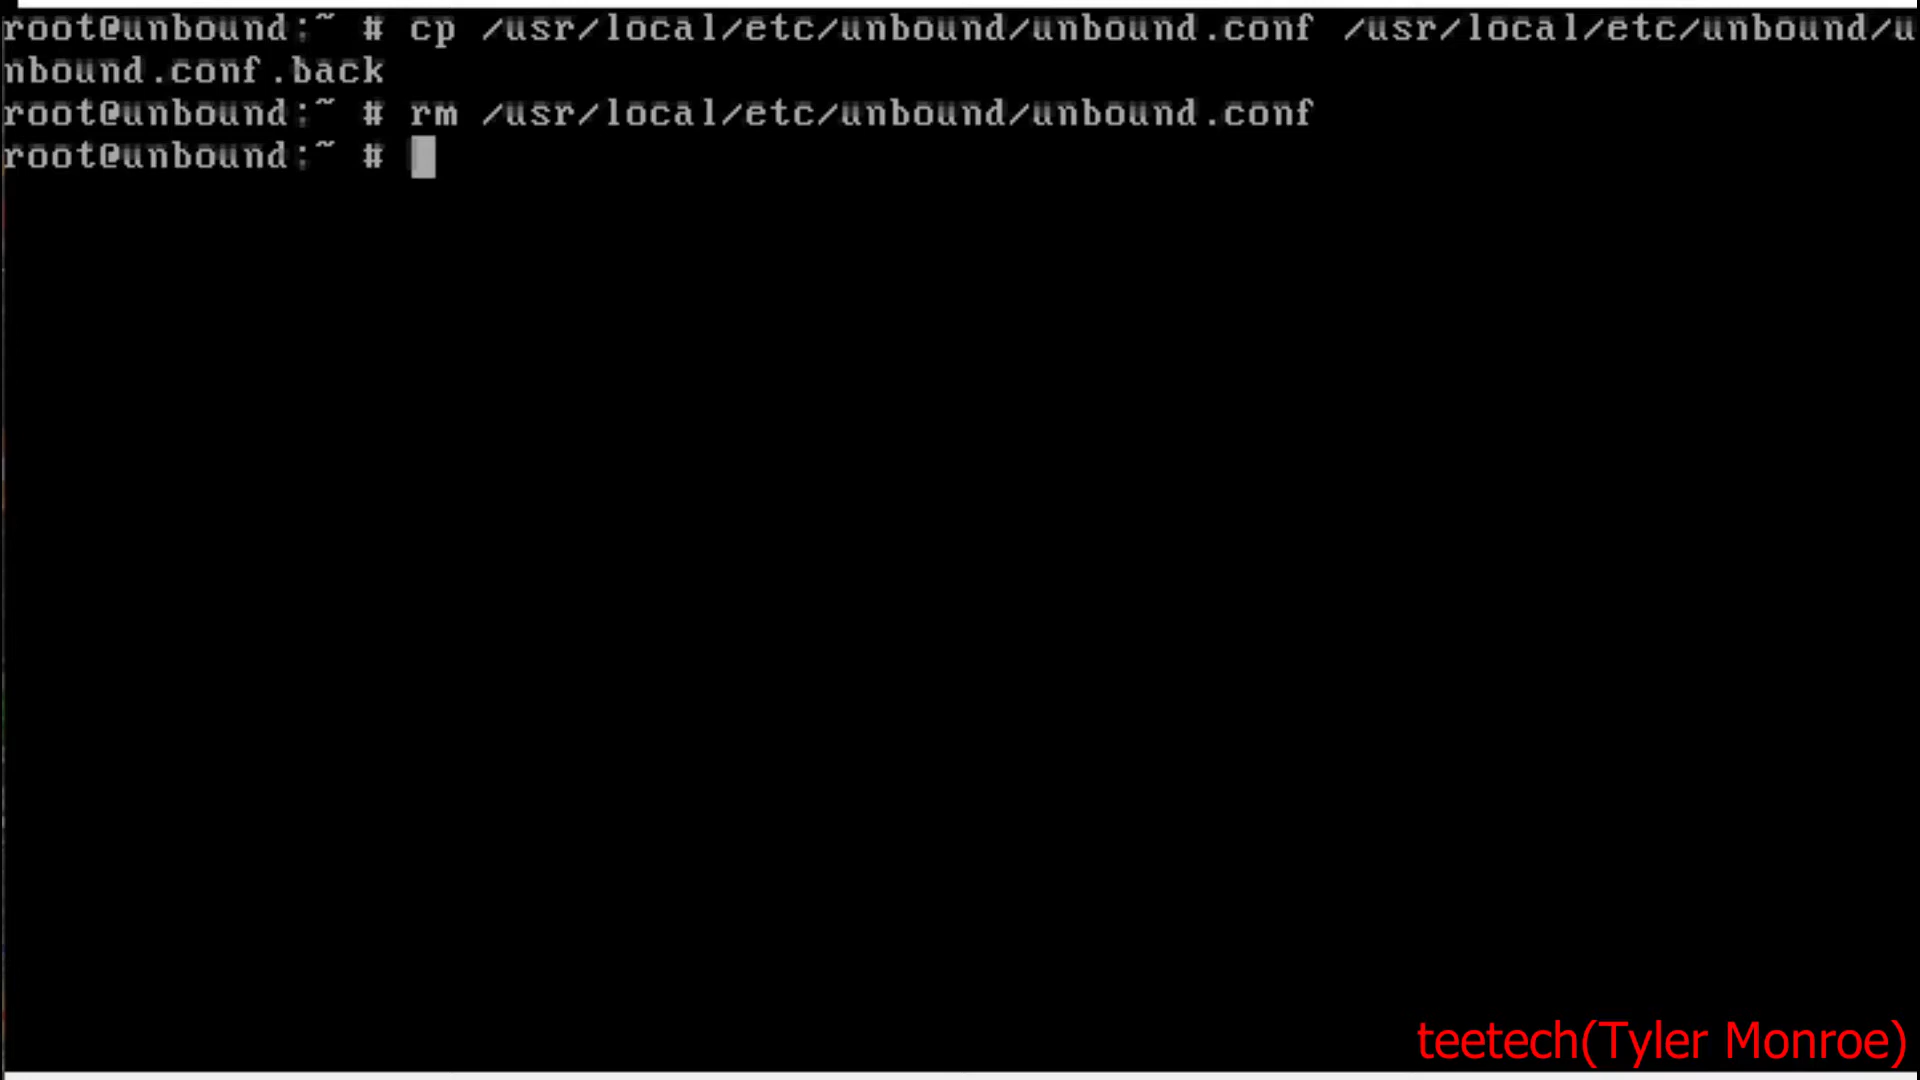 root@unbound:~ # cp /usr/local/etc/unbound/unbound.conf /usr/local/etc/unbound/u
nbound.conf.back
root@unbound:~ # rm /usr/local/etc/unbound/unbound.conf
root@unbound:~ #
teetech(Tyler Monroe)